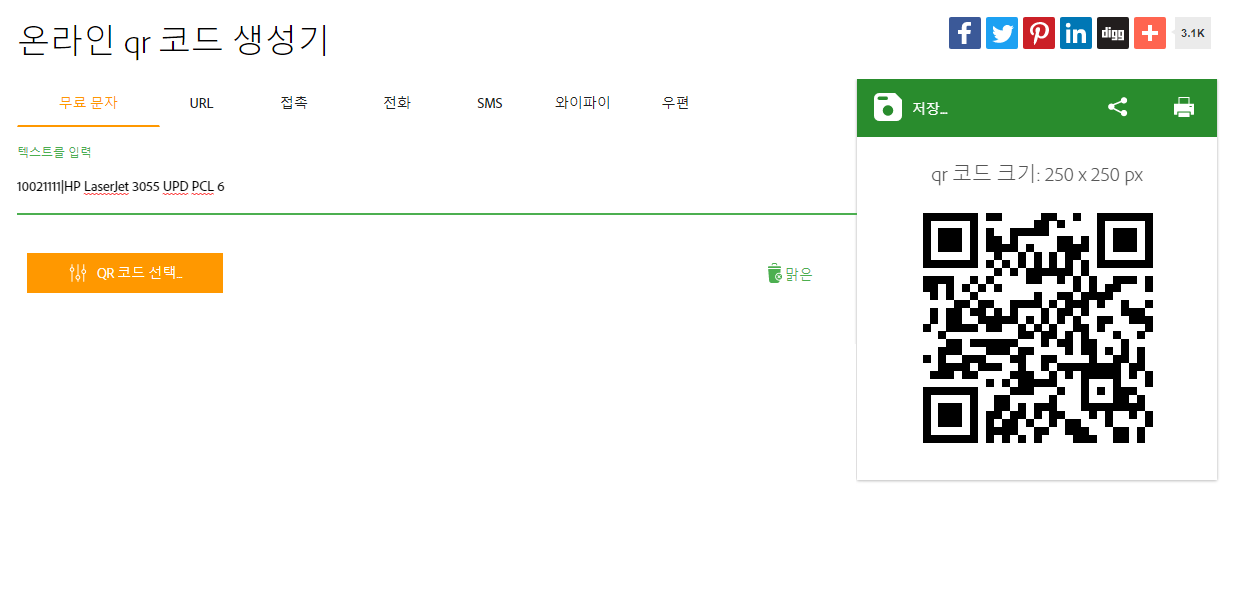 온라인 qr 코드 생성기
digg
3.1K
무료 문자 URL 접촉 전화 SMS 와이파이 우편
저장...
텍스트를 입력
qr 코드 크기: 250 x 250 px
10021111|HP LaserJet 3055 UPD PCL 6
QR 코드 선택...
맑은